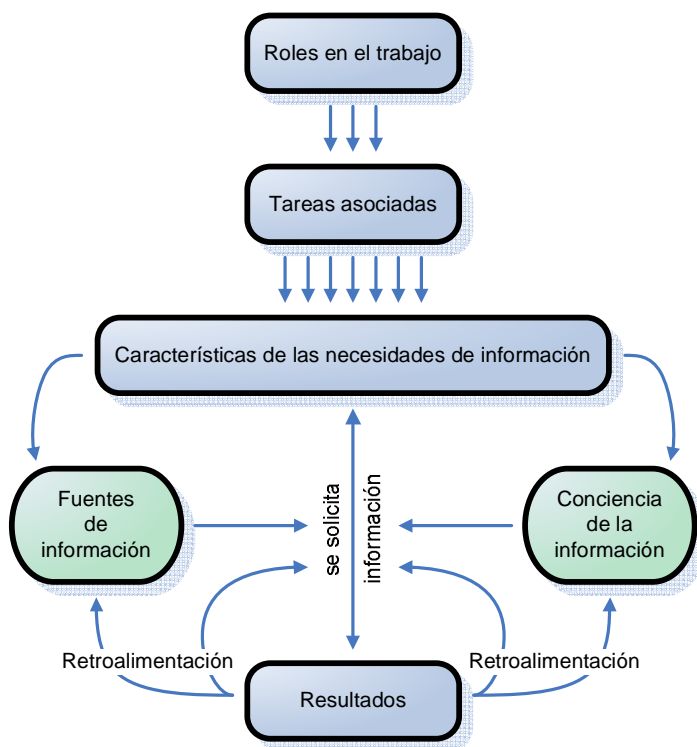 Roles en el trabajo
Tareas asociadas
Características de las necesidades de información
Fuentes
de
información
se solicita
información
Conciencia
de la
información
Retroalimentación
Retroalimentación
Resultados